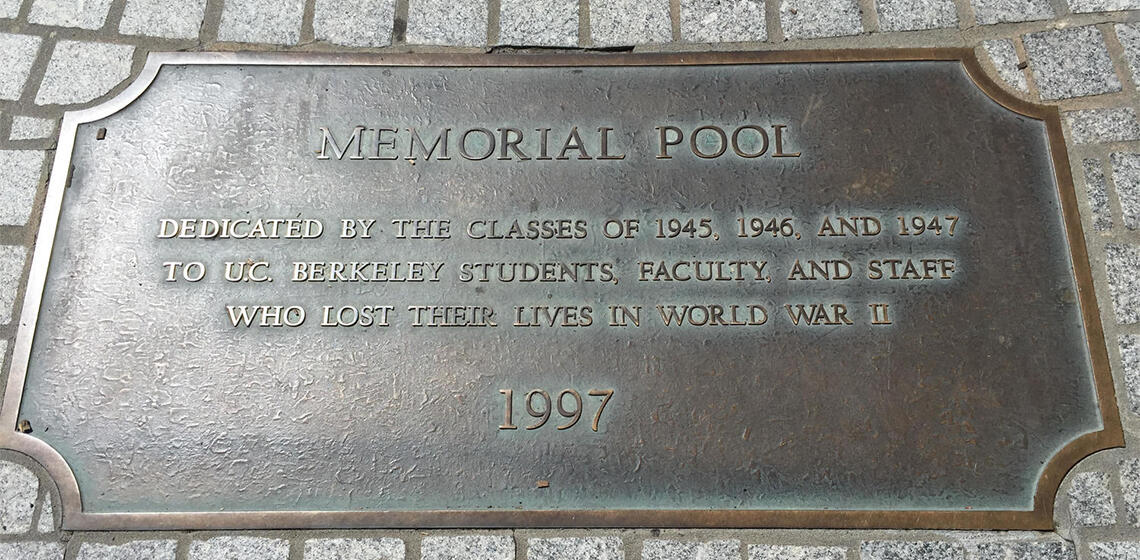 MEMORIAL POOL
DEDICATED BY THE CLASSES OF 1945, 1946, AND 1947
TO U.C. BERKELEY STUDENTS, FACULTY, AND STAFF
WHO LOST THEIR LIVES IN WORLD WAR II
1997